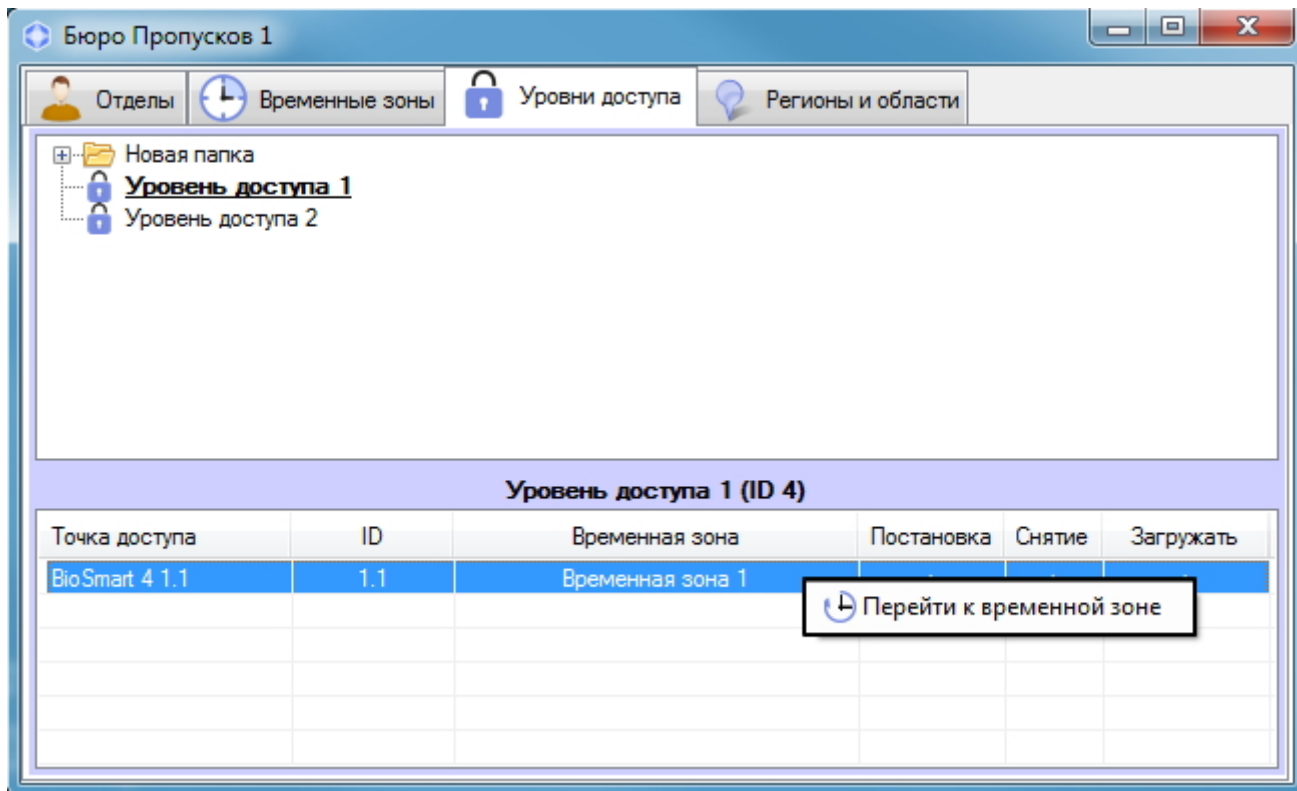 Бюро Пропусков 1
Отделы Временные зоны Уровни доступа Регионы и области
Новая папка
Уровень доступа 1
Уровень доступа 2
Уровень доступа 1 (ID 4)
Точка доступа ID Временная зона Постановка Снятие Загружать
BioSmart 4 1.1 1.1 Временная зона 1
Перейти к временной зоне